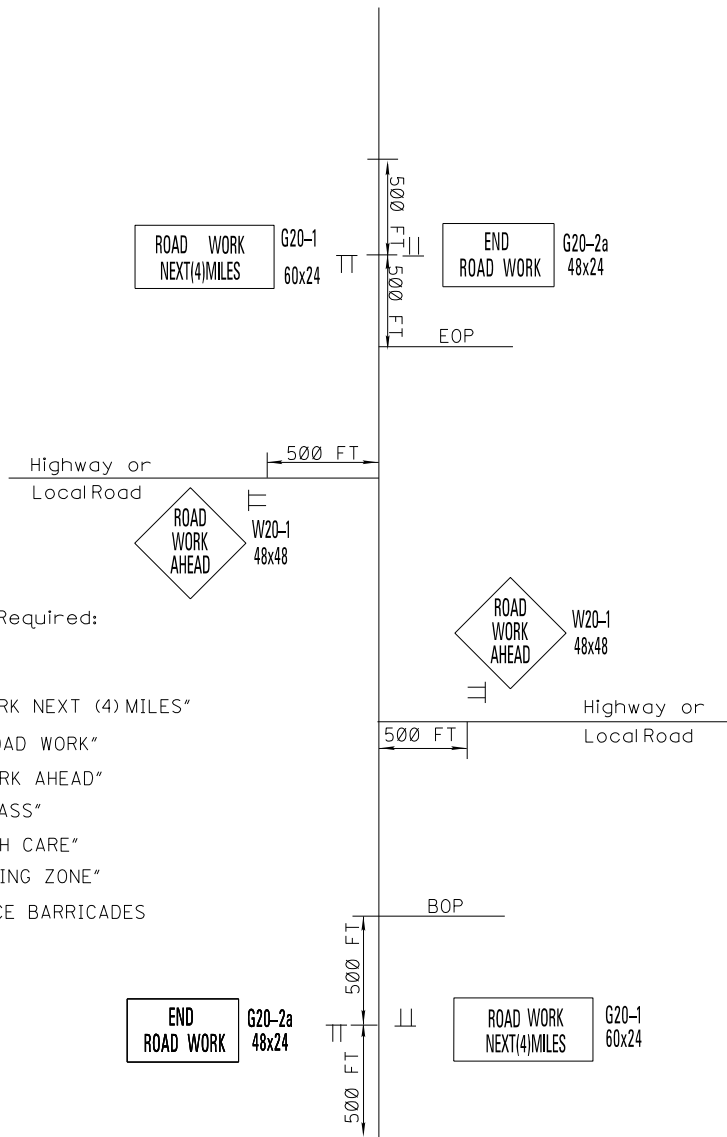 500 FT
ROAD WORK
NEXT(4)MILES
G20-1
60x24
END
ROAD WORK
G20-2a
48x24
500 FT
EOP
500 FT
Highway or
Local Road
ROAD
WORK
AHEAD
W20-1
48x48
ROAD
WORK
AHEAD
W20-1
48x48
Required:
RK NEXT (4) MILES"
OAD WORK"
RK AHEAD"
ASS"
H CARE"
ING ZONE"
CE BARRICADES
Highway or
Local Road
500 FT
BOP
500 FT
END
ROAD WORK
G20-2a
48x24
ROAD WORK
NEXT(4)MILES
G20-1
60x24
500 FT